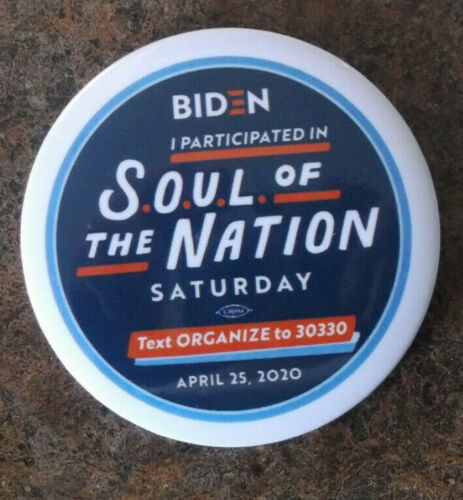 BIDEN
I PARTICIPATED IN
S.O.U.L. OF
THE NATION
SATURDAY
Text ORGANIZE to 30330
APRIL 25, 2020